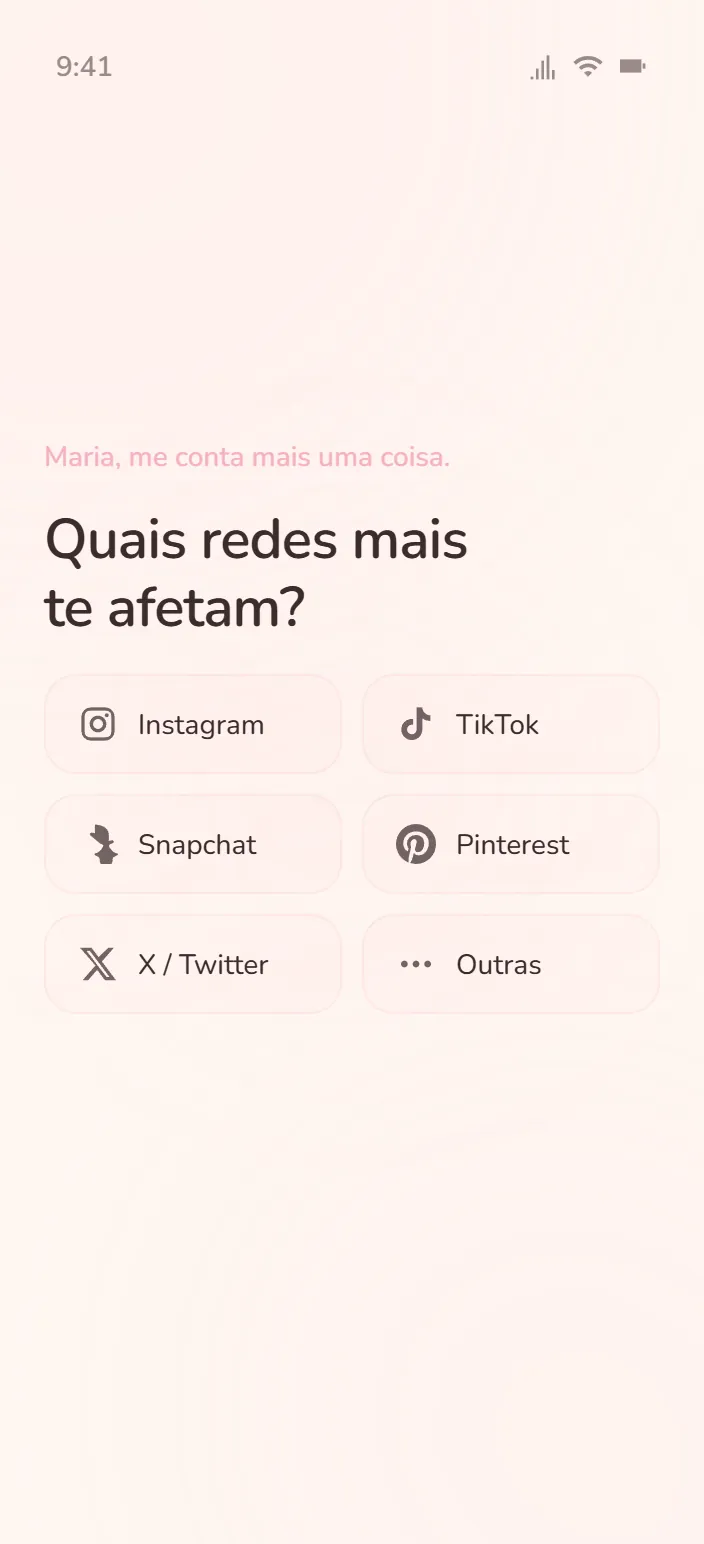 9:41
Maria, me conta mais uma coisa.
Quais redes mais
te afetam?
Instagram
TikTok
Snapchat
Pinterest
X / Twitter
Outras